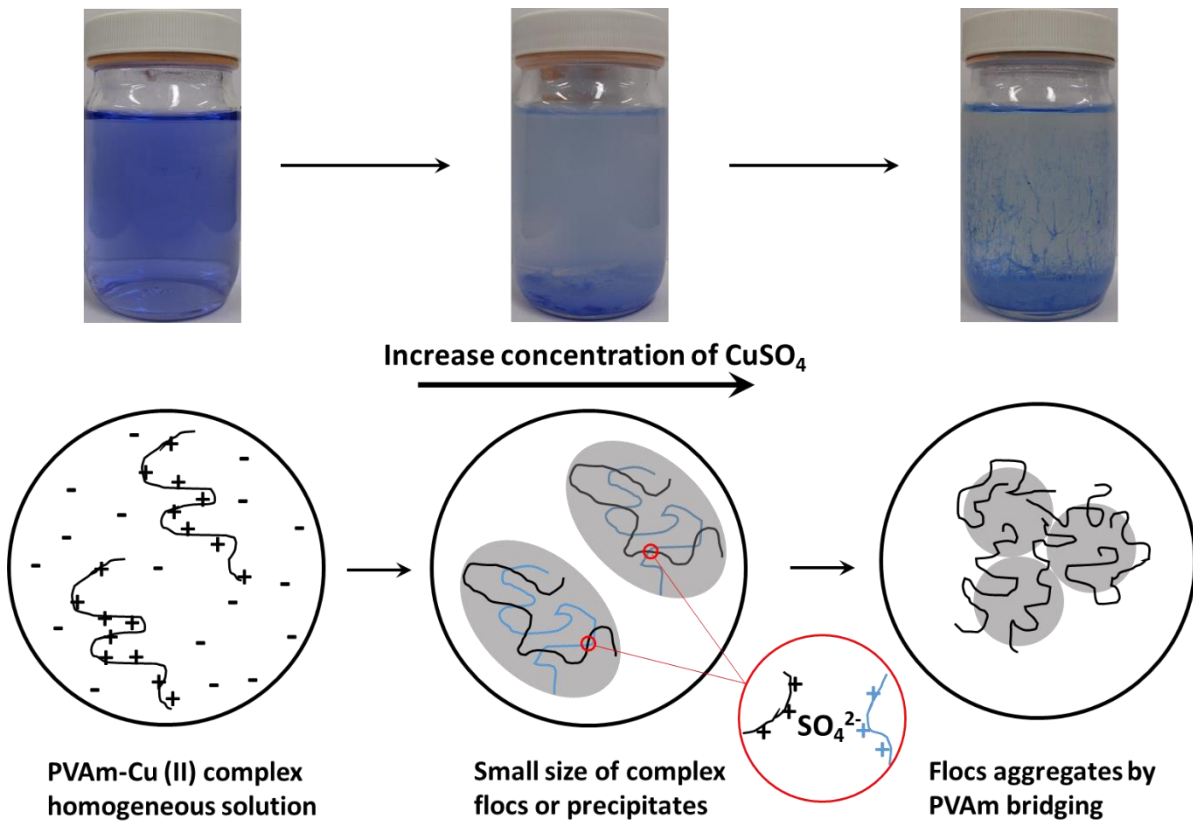 Increase concentration of CuSO₄
SO₄²⁻
PVAm-Cu (II) complex
homogeneous solution
Small size of complex
flocs or precipitates
Flocs aggregates by
PVAm bridging